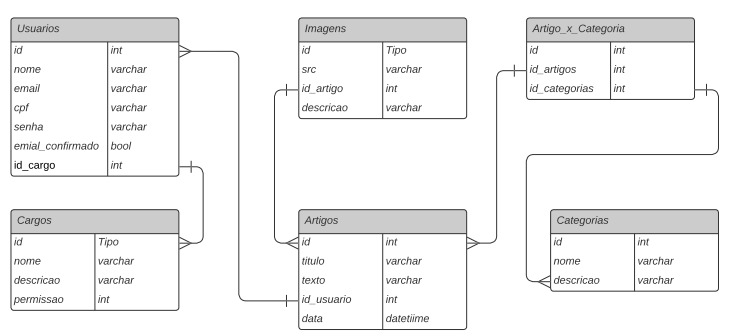 Usuarios
id int
nome varchar
email varchar
cpf varchar
senha varchar
emial_confirmado bool
id_cargo int
Imagens
id Tipo
src varchar
id_artigo int
descricao varchar
Artigo_x_Categoria
id int
id_artigos int
id_categorias int
Cargos
id Tipo
nome varchar
descricao varchar
permissao int
Artigos
id int
titulo varchar
texto varchar
id_usuario int
data datetiime
Categorias
id int
nome varchar
descricao varchar